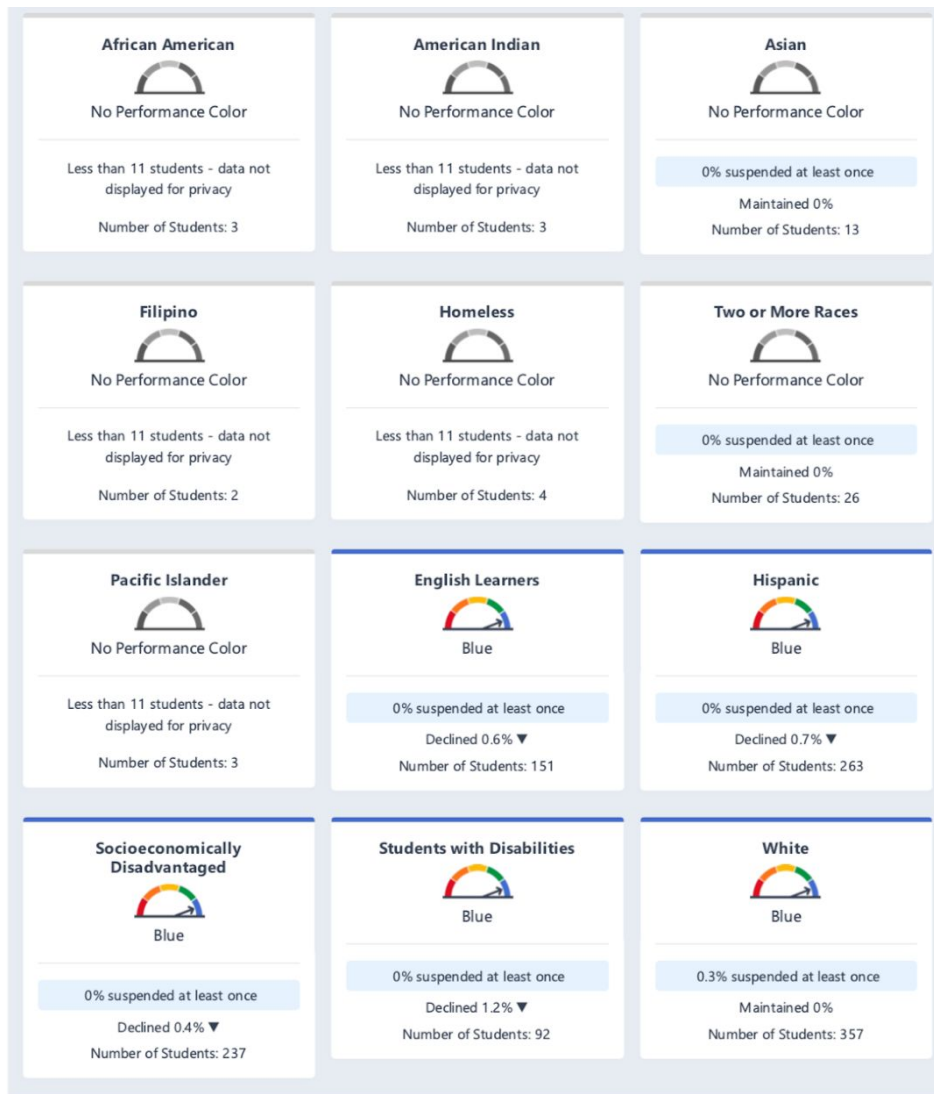 African American
No Performance Color
Less than 11 students - data not
displayed for privacy
Number of Students: 3
American Indian
No Performance Color
Less than 11 students - data not
displayed for privacy
Number of Students: 3
Asian
No Performance Color
0% suspended at least once
Maintained 0%
Number of Students: 13
Filipino
No Performance Color
Less than 11 students - data not
displayed for privacy
Number of Students: 2
Homeless
No Performance Color
Less than 11 students - data not
displayed for privacy
Number of Students: 4
Two or More Races
No Performance Color
0% suspended at least once
Maintained 0%
Number of Students: 26
Pacific Islander
No Performance Color
Less than 11 students - data not
displayed for privacy
Number of Students: 3
English Learners
Blue
0% suspended at least once
Declined 0.6% ▼
Number of Students: 151
Hispanic
Blue
0% suspended at least once
Declined 0.7% ▼
Number of Students: 263
Socioeconomically
Disadvantaged
Blue
0% suspended at least once
Declined 0.4% ▼
Number of Students: 237
Students with Disabilities
Blue
0% suspended at least once
Declined 1.2% ▼
Number of Students: 92
White
Blue
0.3% suspended at least once
Maintained 0%
Number of Students: 357